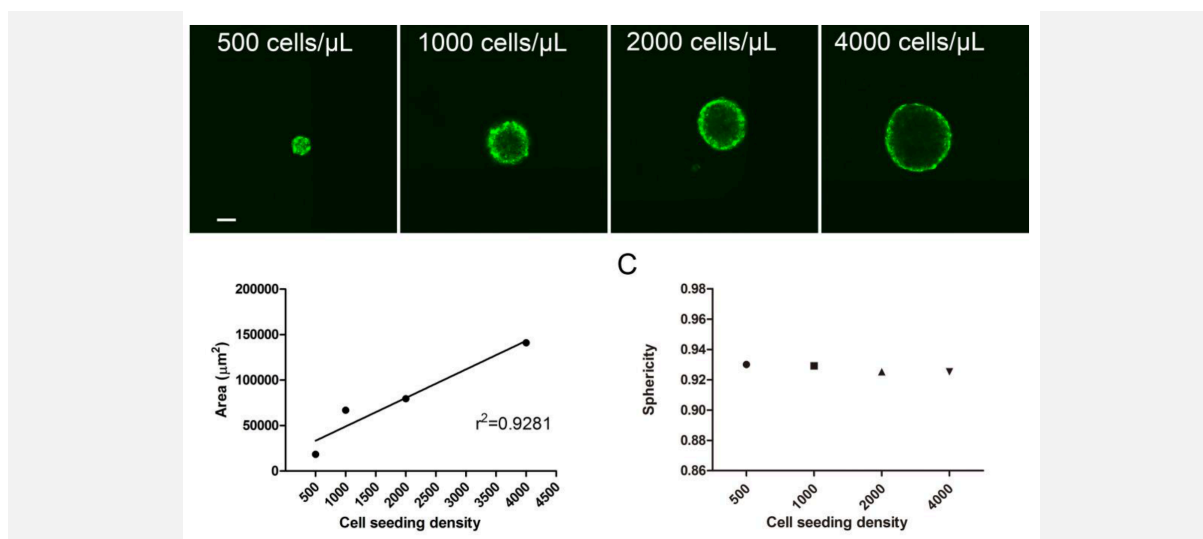 500 cells/µL
1000 cells/µL
2000 cells/µL
4000 cells/µL
200000
150000
100000
50000
0
Area (µm²)
r²=0.9281
500
1000
1500
2000
2500
3000
3500
4000
4500
Cell seeding density
C
0.98
0.96
0.94
0.92
0.90
0.88
0.86
Sphericity
500
1000
2000
4000
Cell seeding density